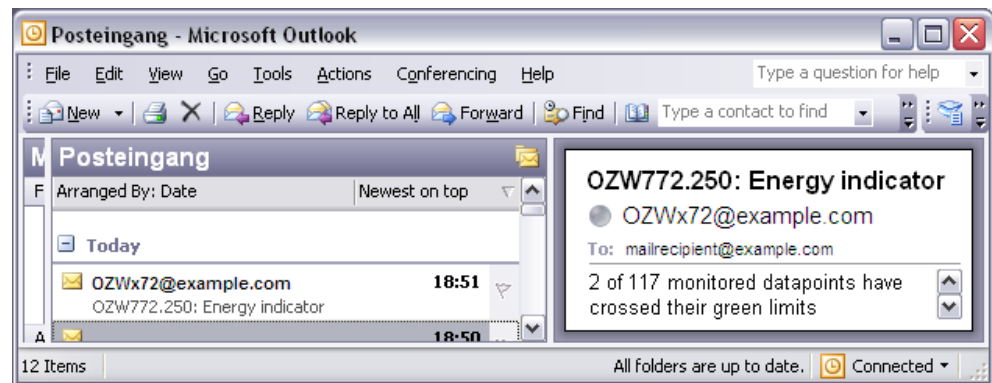 Posteingang - Microsoft Outlook
File Edit View Go Tools Actions Conferencing Help Type a question for help
New Reply Reply to All Forward Find Type a contact to find
M Posteingang
F Arranged By: Date Newest on top
Today
OZWx72@example.com 18:51
OZW772.250: Energy indicator
A 18:50
OZW772.250: Energy indicator
OZWx72@example.com
To: mailrecipient@example.com
2 of 117 monitored datapoints have
crossed their green limits
12 Items All folders are up to date. Connected